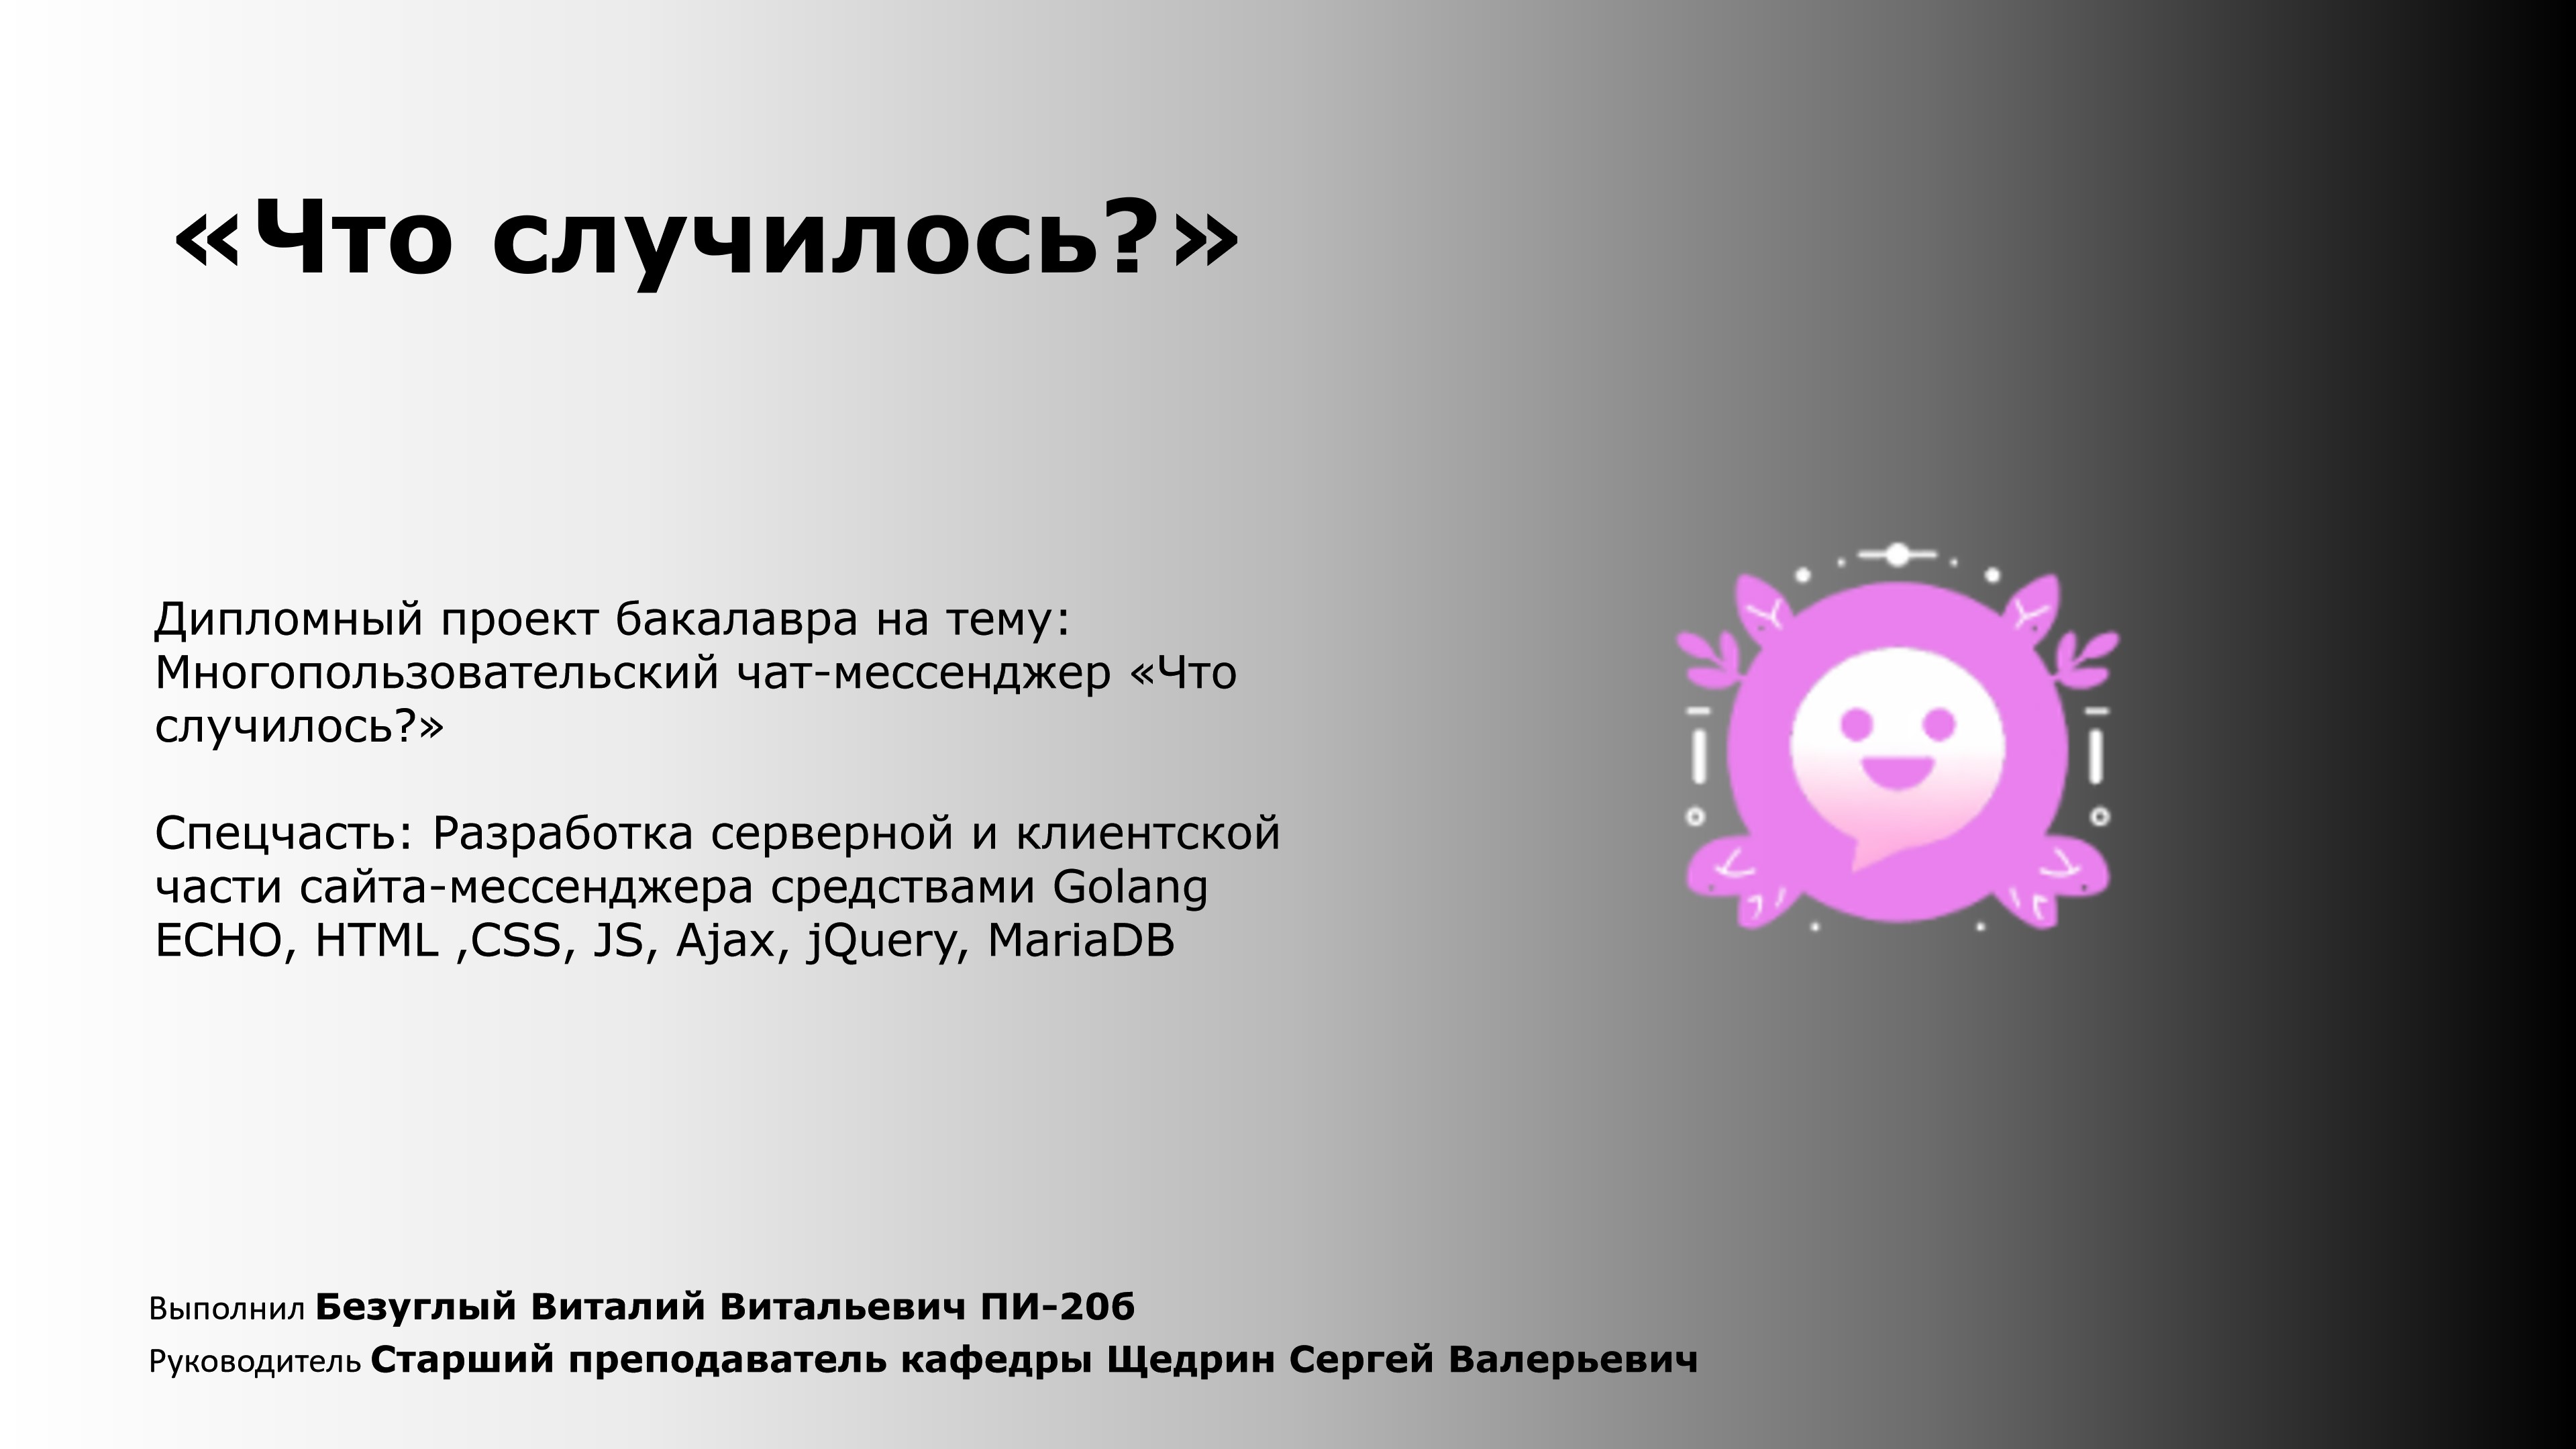 «Что случилось?»
Дипломный проект бакалавра на тему:
Многопользовательский чат-мессенджер «Что
случилось?»
Спецчасть: Разработка серверной и клиентской
части сайта-мессенджера средствами Golang
ECHO, HTML ,CSS, JS, Ajax, jQuery, MariaDB
Выполнил Безуглый Виталий Витальевич ПИ-20б
Руководитель Старший преподаватель кафедры Щедрин Сергей Валерьевич